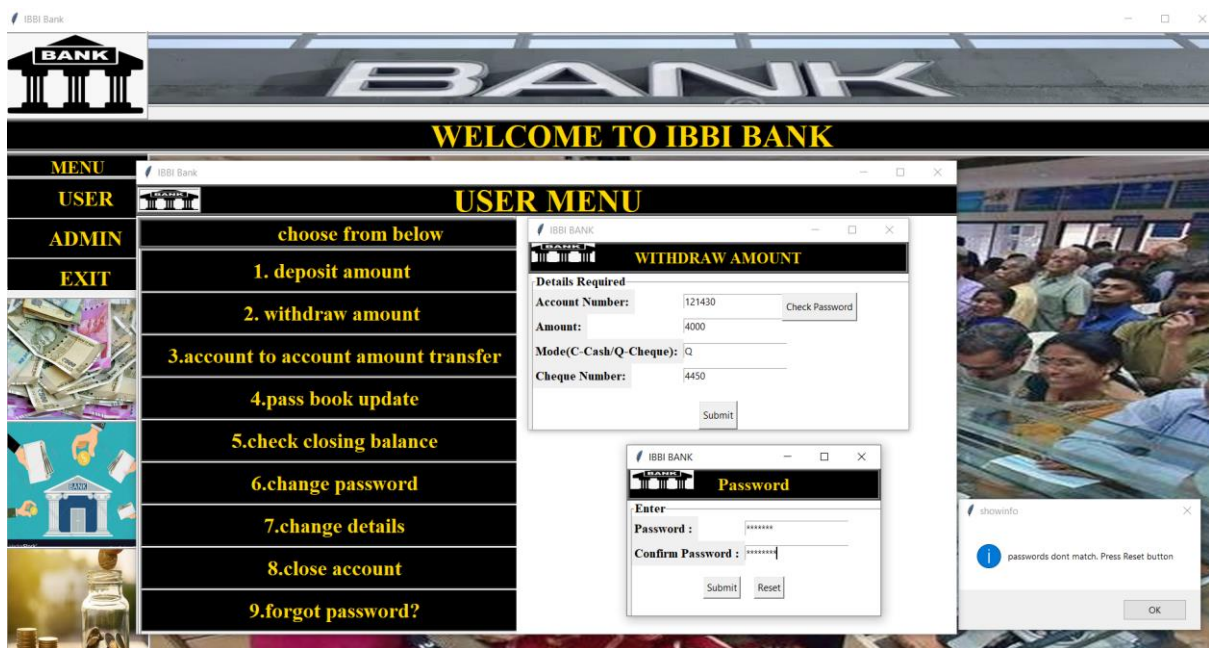 IBBI Bank
BANK
BANK
WELCOME TO IBBI BANK
MENU
USER
ADMIN
EXIT
BANK
IBBI Bank
BANK
USER MENU
choose from below
1. deposit amount
2. withdraw amount
3.account to account amount transfer
4.pass book update
5.check closing balance
6.change password
7.change details
8.close account
9.forgot password?
IBBI BANK
BANK
WITHDRAW AMOUNT
Details Required
Account Number: 121430 Check Password
Amount: 4000
Mode(C-Cash/Q-Cheque): Q
Cheque Number: 4450
Submit
IBBI BANK
BANK
Password
Enter
Password : *******
Confirm Password : ********
Submit Reset
showinfo
passwords dont match. Press Reset button
OK